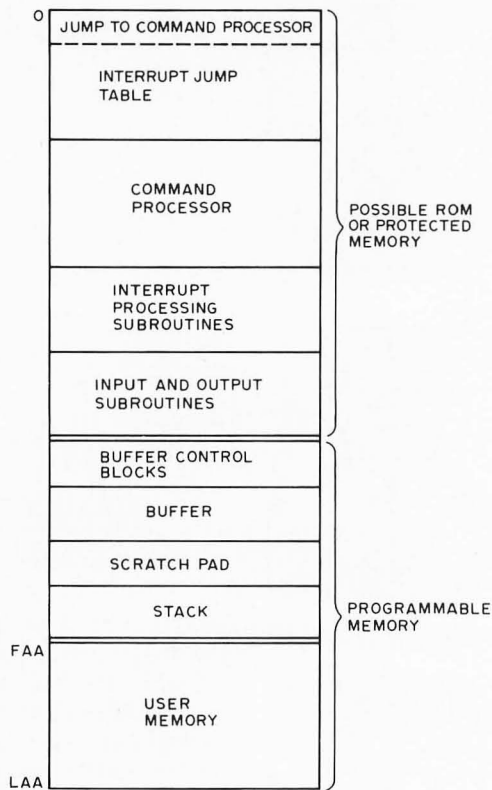 0
JUMP TO COMMAND PROCESSOR
INTERRUPT JUMP
TABLE
COMMAND
PROCESSOR
POSSIBLE ROM
OR PROTECTED
MEMORY
INTERRUPT
PROCESSING
SUBROUTINES
INPUT AND OUTPUT
SUBROUTINES
BUFFER CONTROL
BLOCKS
BUFFER
SCRATCH PAD
STACK
PROGRAMMABLE
MEMORY
FAA
USER
MEMORY
LAA